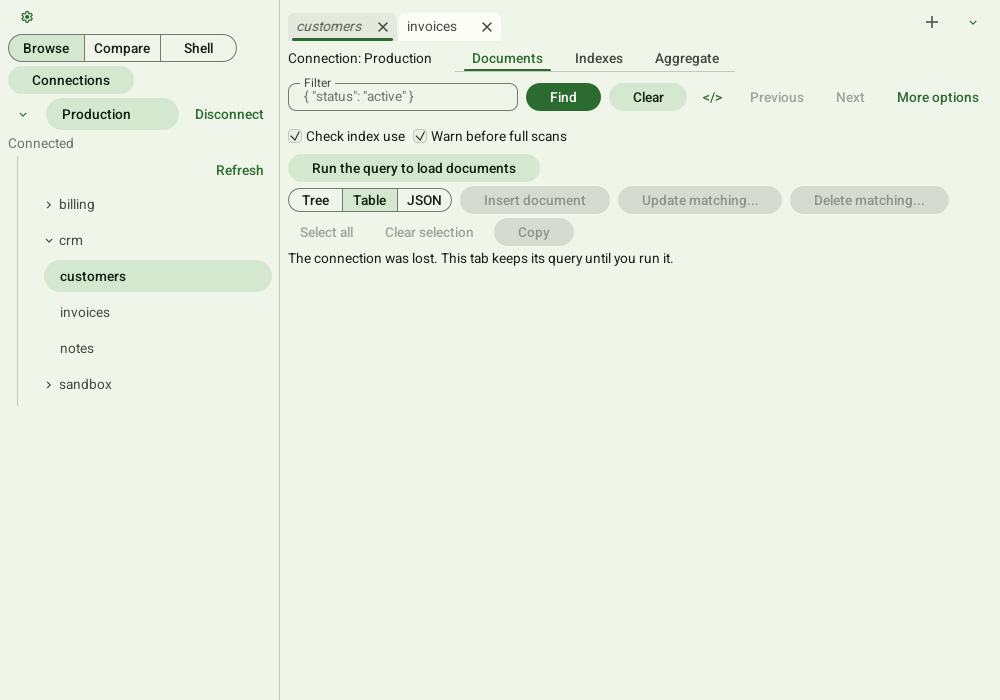 Browse Compare Shell
Connections
Production Disconnect
Connected
Refresh
billing
crm
customers
invoices
notes
sandbox
customers invoices
Connection: Production Documents Indexes Aggregate
Filter
{ "status": "active" } Find Clear </> Previous Next More options
Check index use Warn before full scans
Run the query to load documents
Tree Table JSON Insert document Update matching... Delete matching...
Select all Clear selection Copy
The connection was lost. This tab keeps its query until you run it.